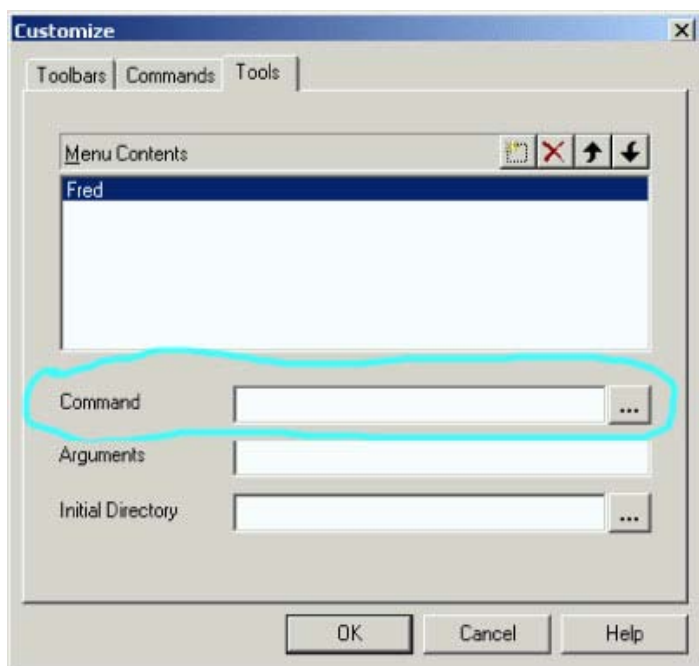 Customize
Toolbars Commands Tools
Menu Contents
Fred
Command ...
Arguments
Initial Directory ...
OK Cancel Help